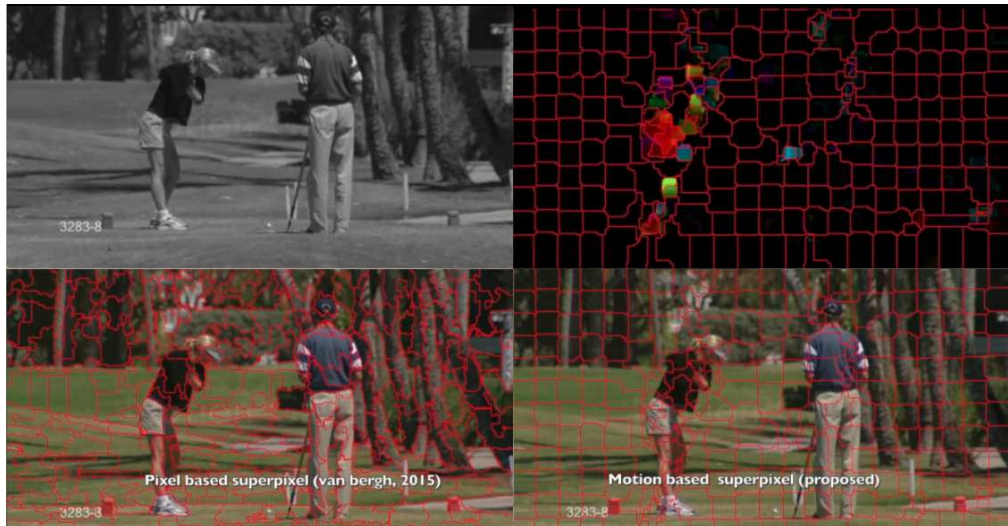 3283-8
Pixel based superpixel (van bergh, 2015)
Motion based superpixel (proposed)
3283-8
3283-8